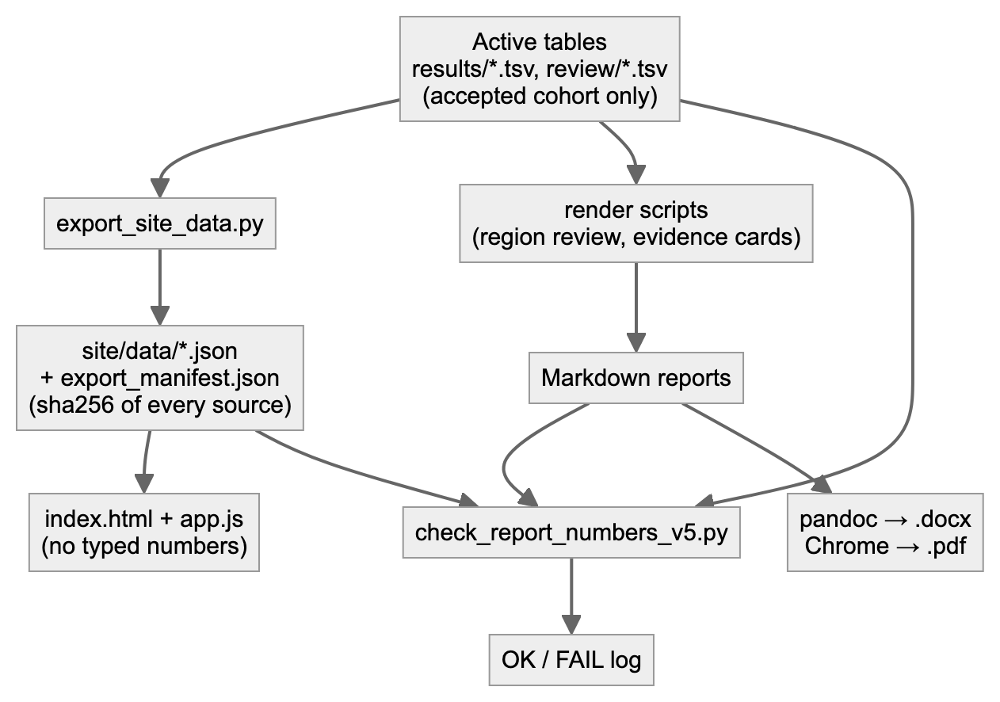 Active tables
results/*.tsv, review/*.tsv
(accepted cohort only)
export_site_data.py
render scripts
(region review, evidence cards)
site/data/*.json
+ export_manifest.json
(sha256 of every source)
Markdown reports
index.html + app.js
(no typed numbers)
check_report_numbers_v5.py
pandoc → .docx
Chrome → .pdf
OK / FAIL log